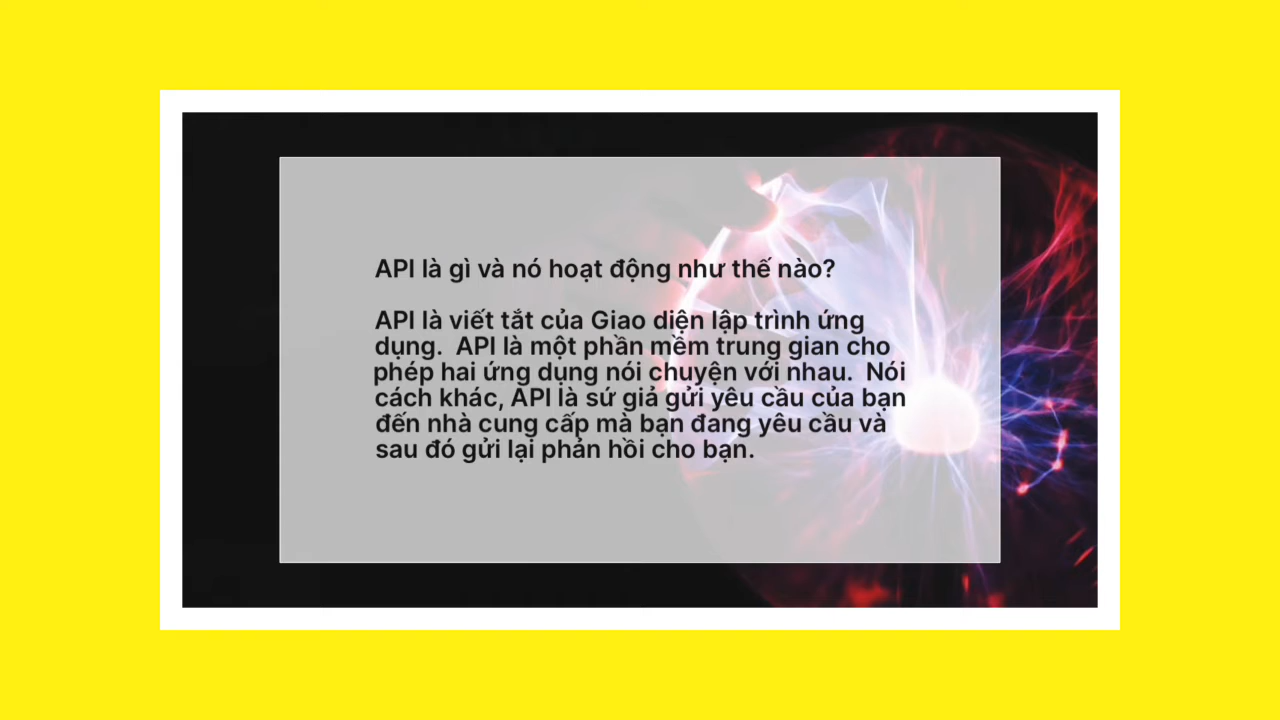 API là gì và nó hoạt động như thế nào?
API là viết tắt của Giao diện lập trình ứng
dụng.  API là một phần mềm trung gian cho
phép hai ứng dụng nói chuyện với nhau.  Nói
cách khác, API là sứ giả gửi yêu cầu của bạn
đến nhà cung cấp mà bạn đang yêu cầu và
sau đó gửi lại phản hồi cho bạn.